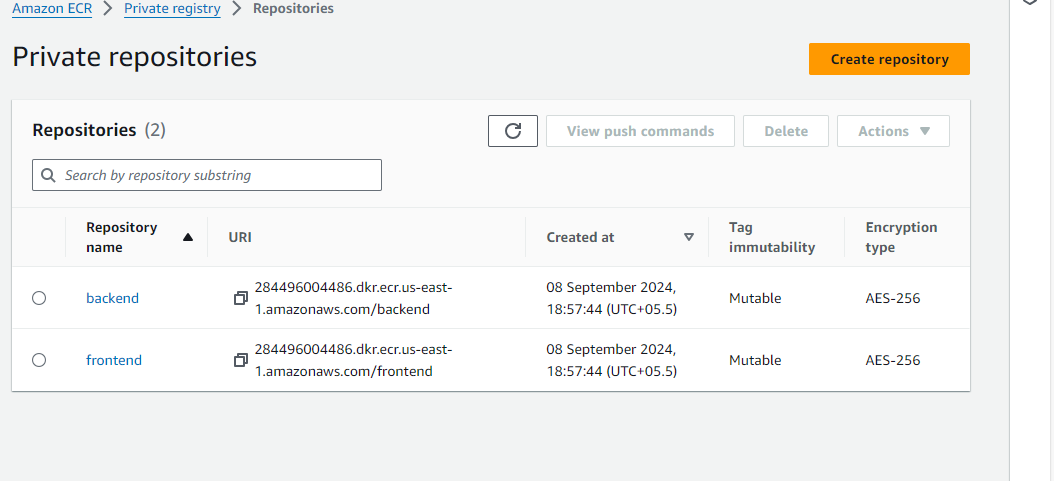 Amazon ECR > Private registry > Repositories
Private repositories
Create repository
Repositories (2)
View push commands
Delete
Actions
Search by repository substring
Repository name
URI
Created at
Tag immutability
Encryption type
backend
284496004486.dkr.ecr.us-east-
1.amazonaws.com/backend
08 September 2024,
18:57:44 (UTC+05.5)
Mutable
AES-256
frontend
284496004486.dkr.ecr.us-east-
1.amazonaws.com/frontend
08 September 2024,
18:57:44 (UTC+05.5)
Mutable
AES-256